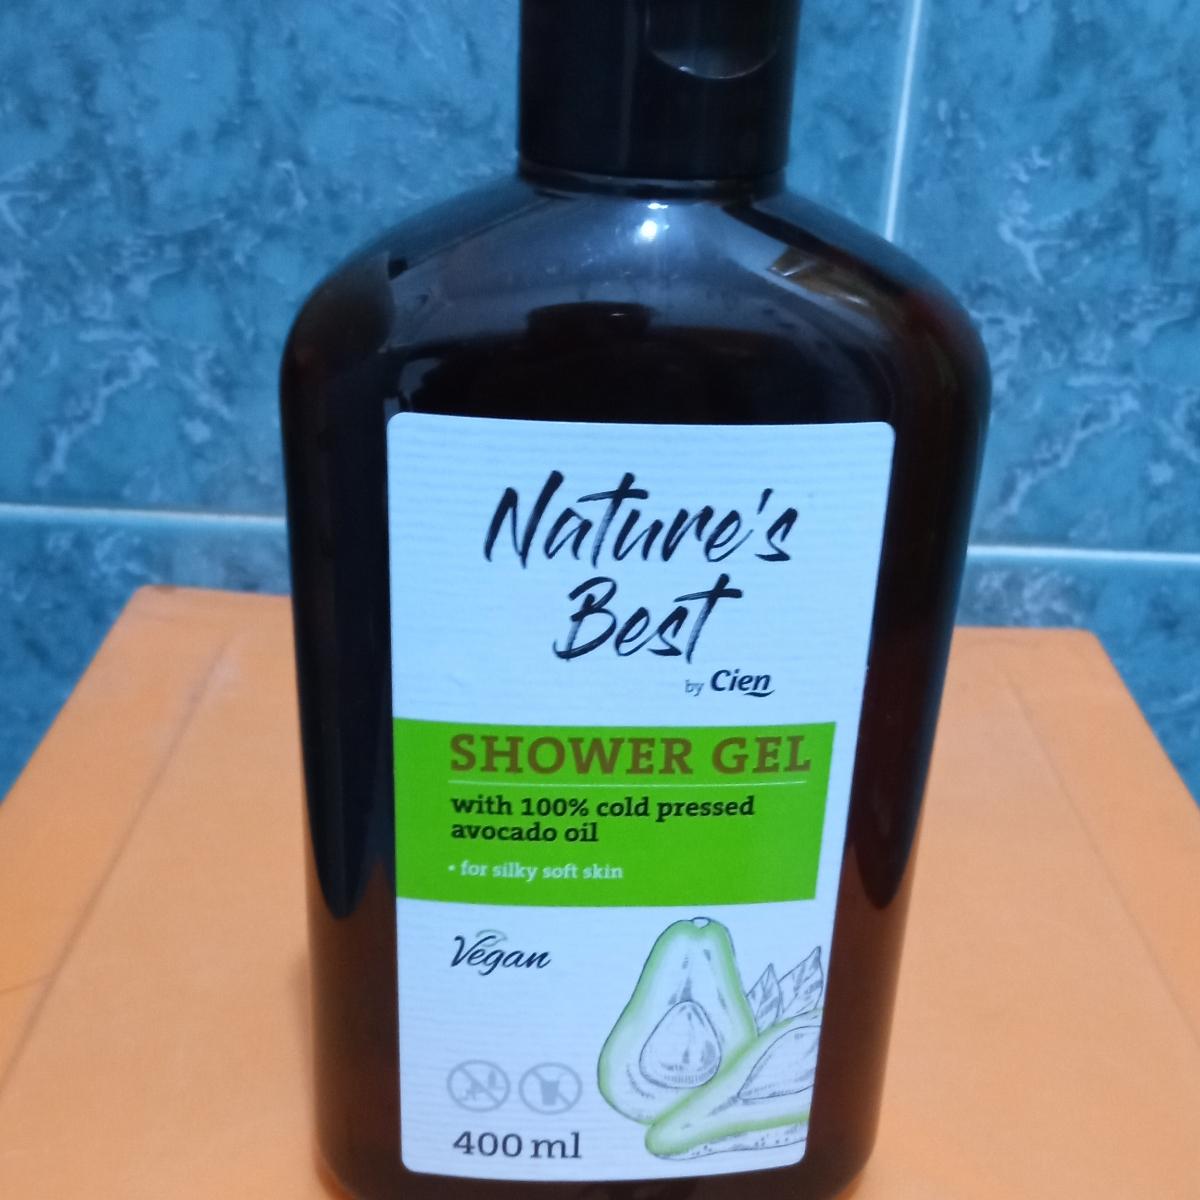 Nature's
Best
by Cien
SHOWER GEL
with 100% cold pressed
avocado oil
• for silky soft skin
Vegan
400 ml